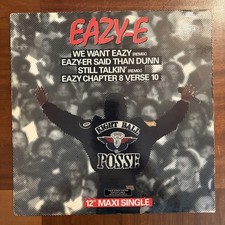 EAZY-E
WE WANT EAZY (REMIX)
EAZY-ER SAID THAN DUNN
STILL TALKIN' (REMIX)
EAZY CHAPTER 8 VERSE 10
EIGHT BALL
POSSE
12" MAXI SINGLE